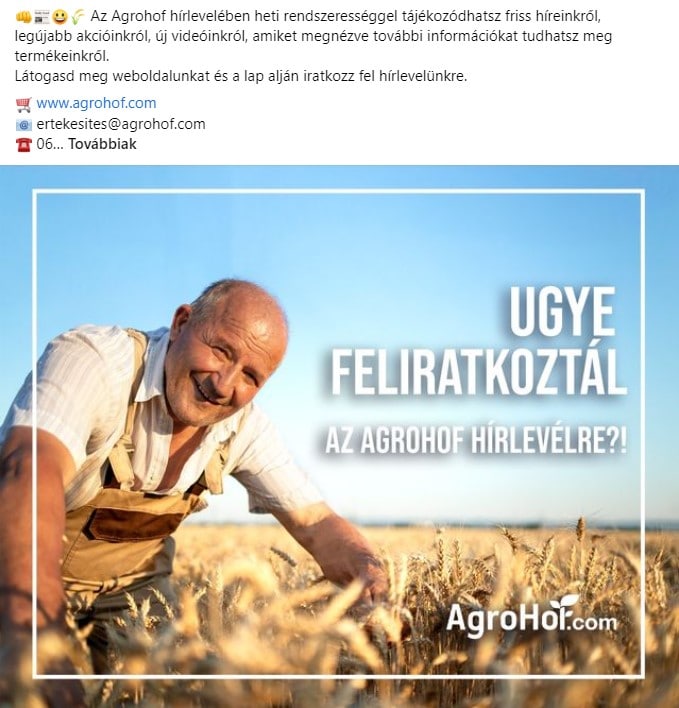 👊📰😃🌾 Az Agrohof hírlevelében heti rendszerességgel tájékozódhatsz friss híreinkről,
legújabb akcióinkról, új videóinkról, amiket megnézve további információkat tudhatsz meg
termékeinkről.
Látogasd meg weboldalunkat és a lap alján iratkozz fel hírlevelünkre.
🛒 www.agrohof.com
📧 ertekesites@agrohof.com
☎️ 06... Továbbiak
UGYE
FELIRATKOZTÁL
AZ AGROHOF HÍRLEVÉLRE?!
AgroHof.com